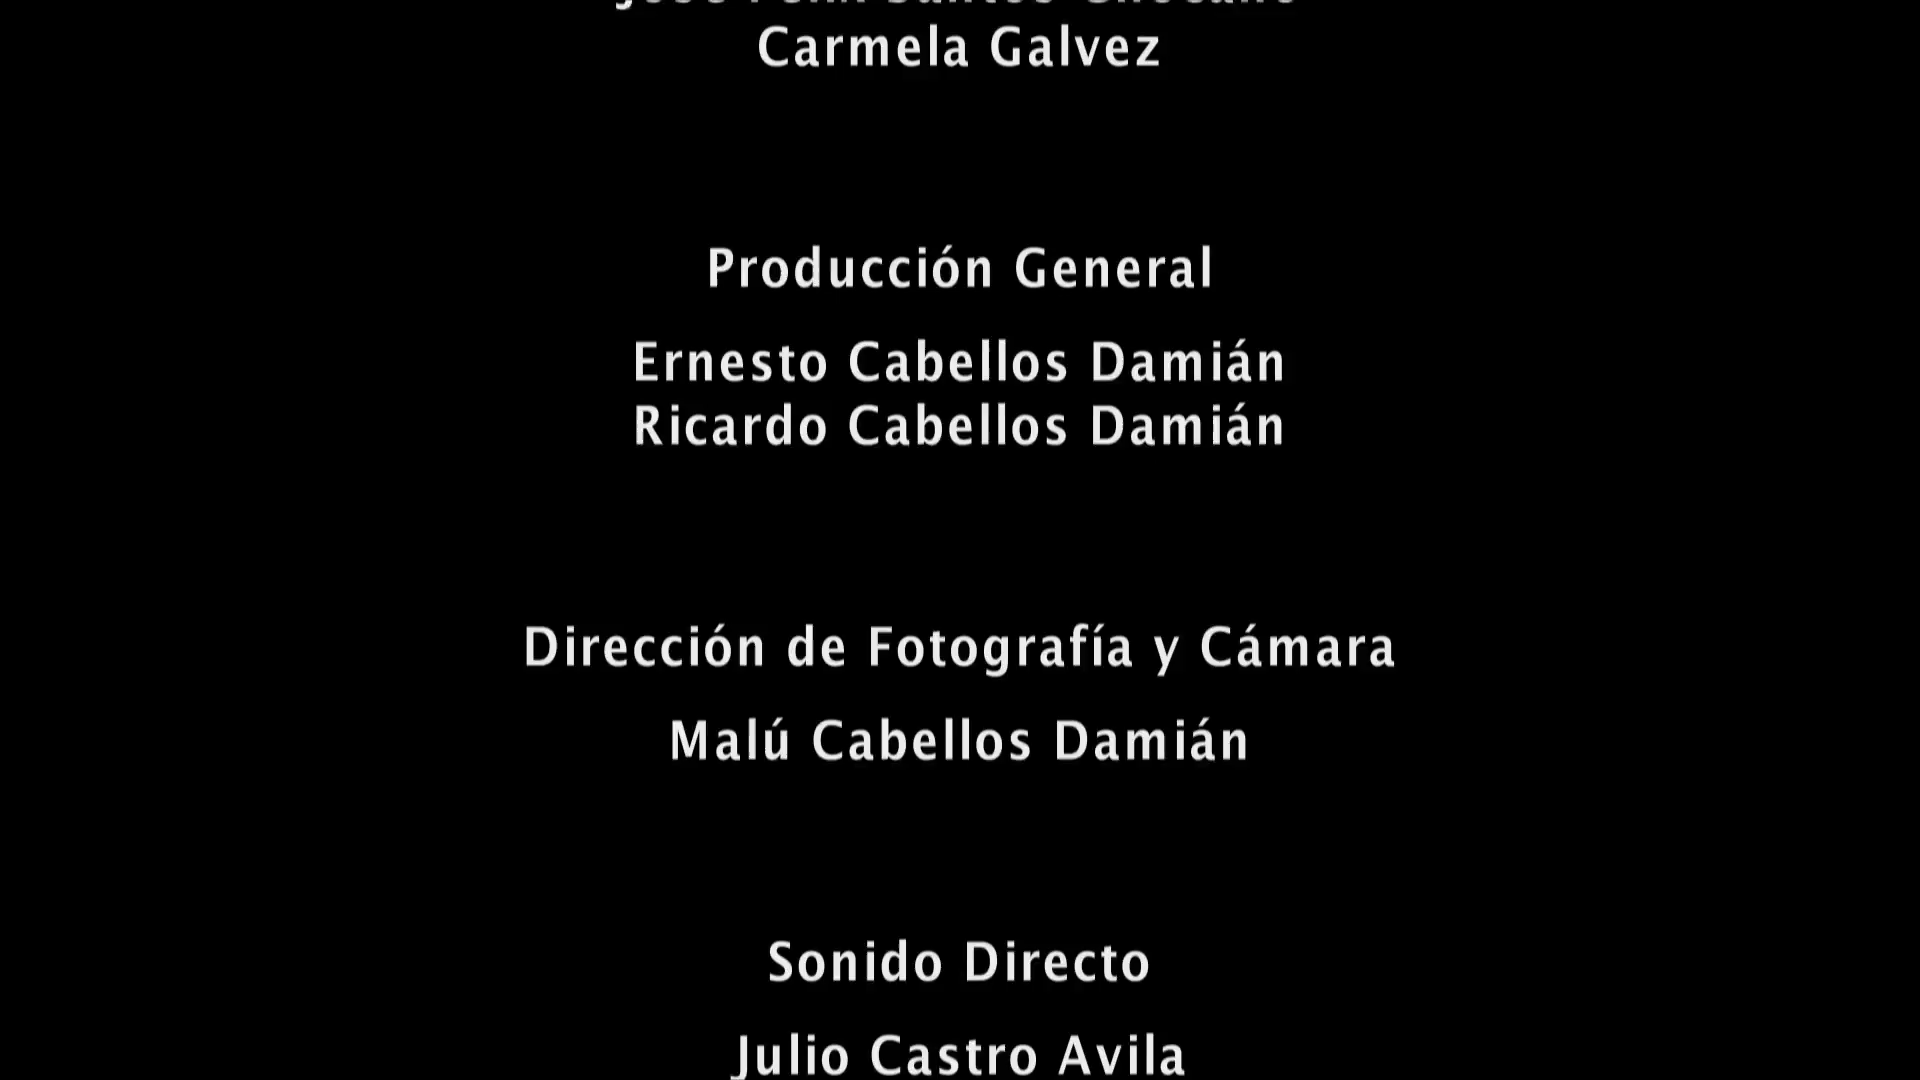 Carmela Galvez
Producción General
Ernesto Cabellos Damián
Ricardo Cabellos Damián
Dirección de Fotografía y Cámara
Malú Cabellos Damián
Sonido Directo
Julio Castro Avila